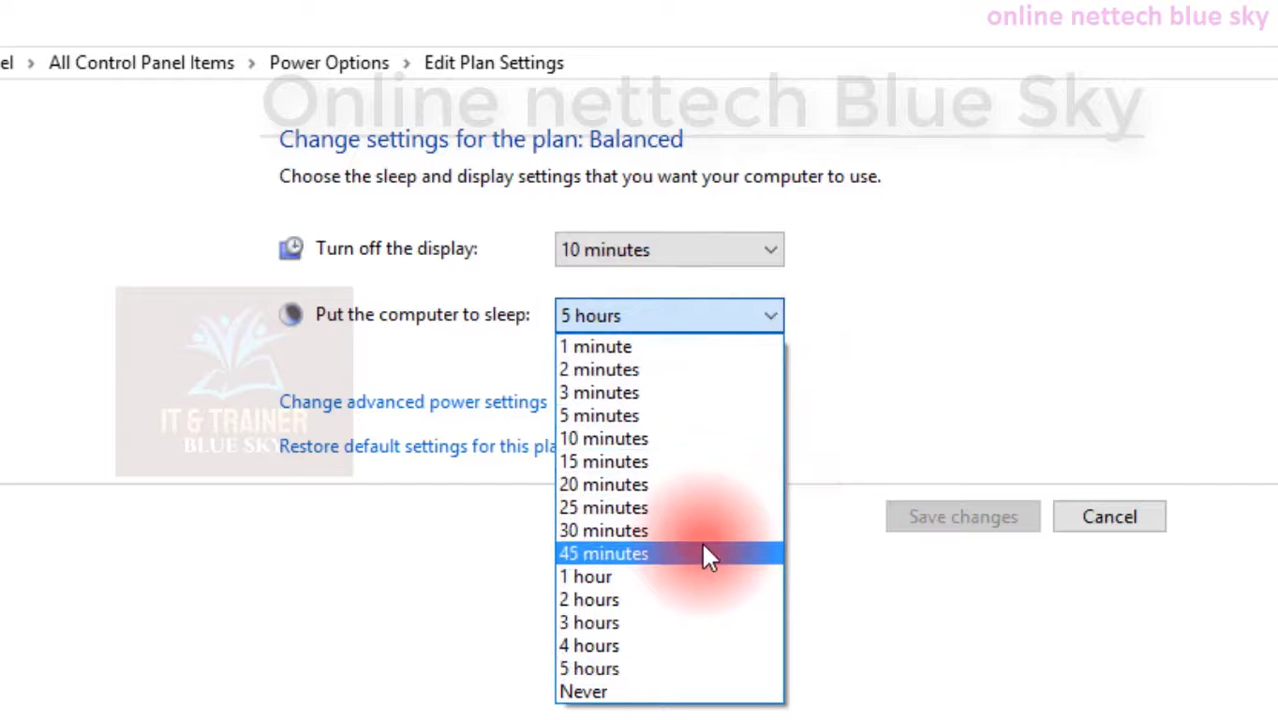 online nettech blue sky
el > All Control Panel Items > Power Options > Edit Plan Settings
Online nettech Blue Sky
Change settings for the plan: Balanced
Choose the sleep and display settings that you want your computer to use.
Turn off the display: 10 minutes
Put the computer to sleep: 5 hours
1 minute
2 minutes
3 minutes
Change advanced power settings
5 minutes
IT & TRAINER
10 minutes
BLUE SKY
Restore default settings for this pla
15 minutes
20 minutes
25 minutes
30 minutes
Save changes Cancel
45 minutes
1 hour
2 hours
3 hours
4 hours
5 hours
Never